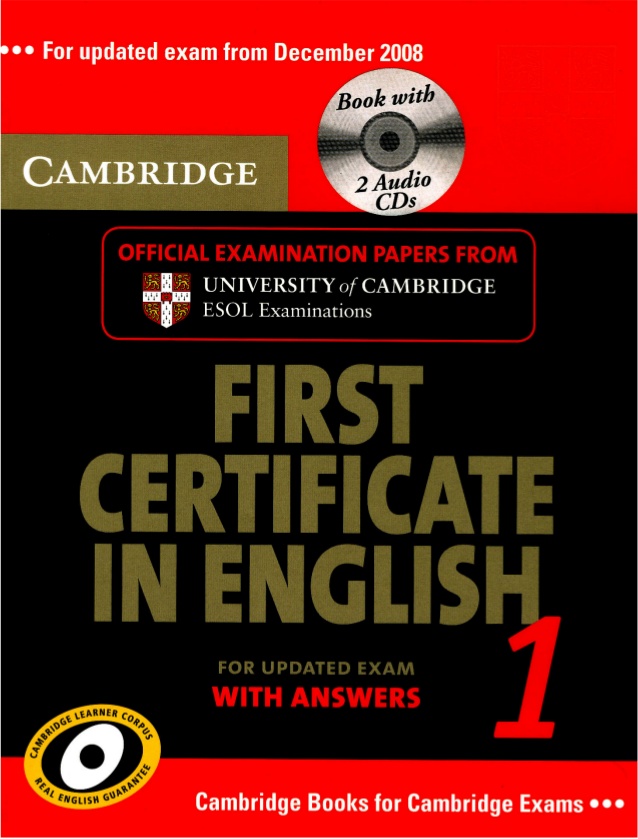 ••• For updated exam from December 2008
Book with
2 Audio
CDs
CAMBRIDGE
OFFICIAL EXAMINATION PAPERS FROM
UNIVERSITY of CAMBRIDGE
ESOL Examinations
FIRST
CERTIFICATE
IN ENGLISH
1
FOR UPDATED EXAM
WITH ANSWERS
CAMBRIDGE LEARNER CORPUS
REAL ENGLISH GUARANTEE
Cambridge Books for Cambridge Exams •••